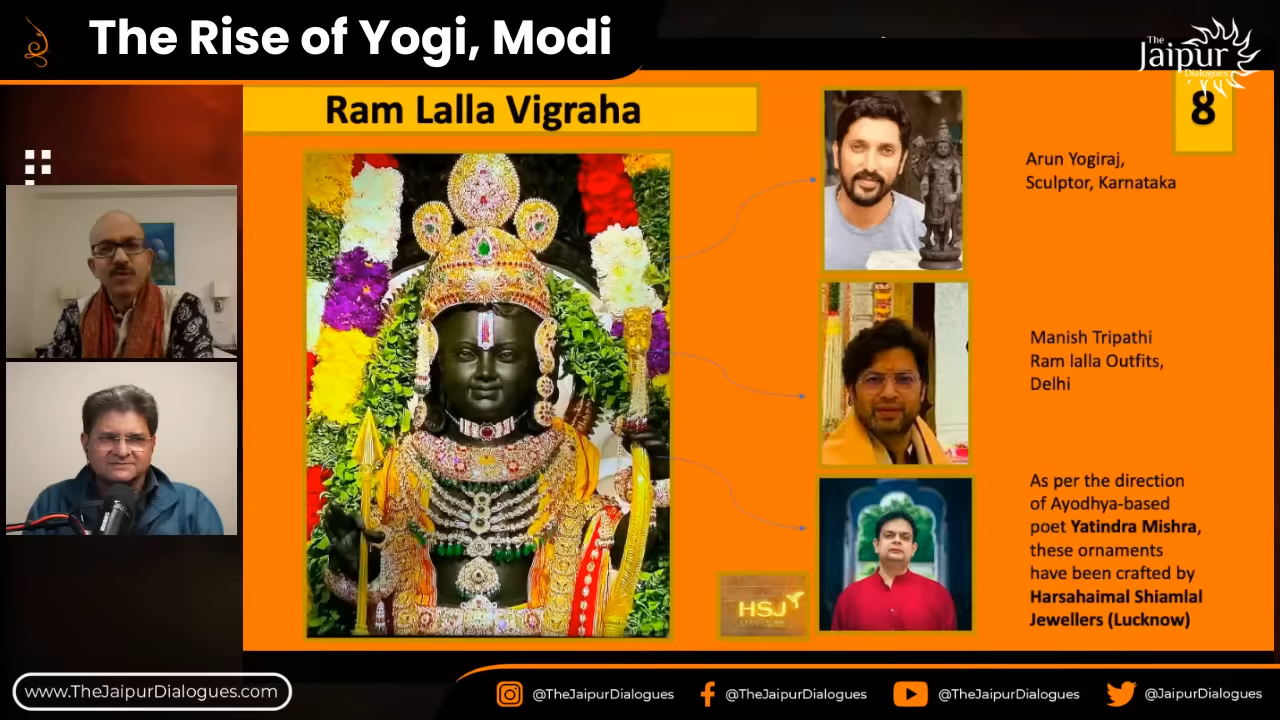 The Rise of Yogi, Modi
The
Jaipur
Dialogues
Ram Lalla Vigraha
8
Arun Yogiraj,
Sculptor, Karnataka
Manish Tripathi
Ram lalla Outfits,
Delhi
As per the direction
of Ayodhya-based
poet Yatindra Mishra,
these ornaments
have been crafted by
Harsahaimal Shiamlal
Jewellers (Lucknow)
HSJ
www.TheJaipurDialogues.com
@TheJaipurDialogues
@TheJaipurDialogues
@TheJaipurDialogues
@JaipurDialogues